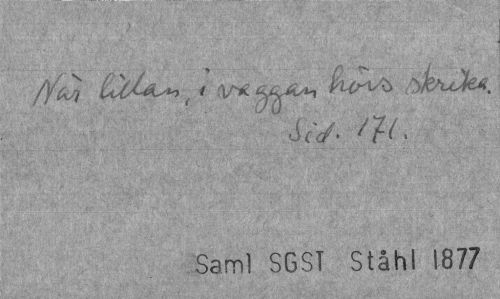 När lillan, i vaggan hörs skrika.
Sid. 171.
Saml SGST Ståhl 1877